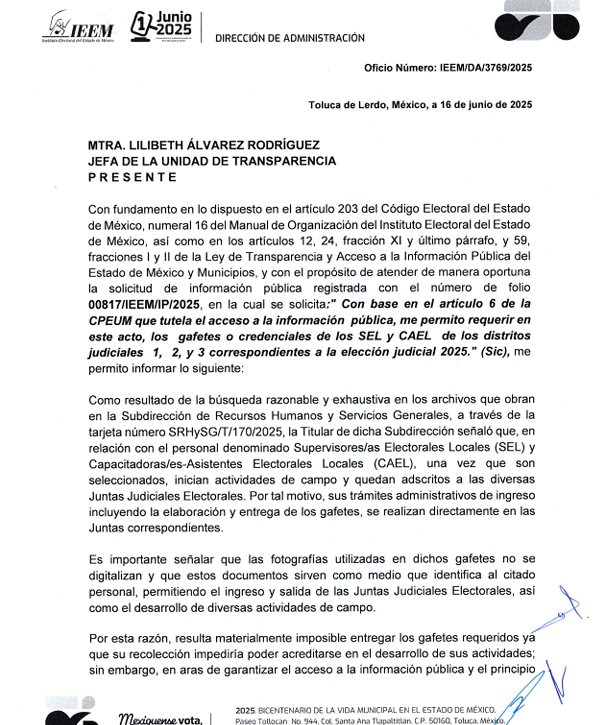 IEEM
Instituto Electoral del Estado de México
1 Junio
2025
DIRECCIÓN DE ADMINISTRACIÓN
Oficio Número: IEEM/DA/3769/2025
Toluca de Lerdo, México, a 16 de junio de 2025
MTRA. LILIBETH ÁLVAREZ RODRÍGUEZ
JEFA DE LA UNIDAD DE TRANSPARENCIA
P R E S E N T E
Con fundamento en lo dispuesto en el artículo 203 del Código Electoral del Estado
de México, numeral 16 del Manual de Organización del Instituto Electoral del Estado
de México, así como en los artículos 12, 24, fracción XI y último párrafo, y 59,
fracciones I y II de la Ley de Transparencia y Acceso a la Información Pública del
Estado de México y Municipios, y con el propósito de atender de manera oportuna
la solicitud de información pública registrada con el número de folio
00817/IEEM/IP/2025, en la cual se solicita:" Con base en el artículo 6 de la
CPEUM que tutela el acceso a la información pública, me permito requerir en
este acto, los gafetes o credenciales de los SEL y CAEL de los distritos
judiciales 1, 2, y 3 correspondientes a la elección judicial 2025." (Sic), me
permito informar lo siguiente:
Como resultado de la búsqueda razonable y exhaustiva en los archivos que obran
en la Subdirección de Recursos Humanos y Servicios Generales, a través de la
tarjeta número SRHySG/T/170/2025, la Titular de dicha Subdirección señaló que, en
relación con el personal denominado Supervisores/as Electorales Locales (SEL) y
Capacitadoras/es-Asistentes Electorales Locales (CAEL), una vez que son
seleccionados, inician actividades de campo y quedan adscritos a las diversas
Juntas Judiciales Electorales. Por tal motivo, sus trámites administrativos de ingreso
incluyendo la elaboración y entrega de los gafetes, se realizan directamente en las
Juntas correspondientes.
Es importante señalar que las fotografías utilizadas en dichos gafetes no se
digitalizan y que estos documentos sirven como medio que identifica al citado
personal, permitiendo el ingreso y salida de las Juntas Judiciales Electorales, así
como el desarrollo de diversas actividades de campo.
Por esta razón, resulta materialmente imposible entregar los gafetes requeridos ya
que su recolección impediría poder acreditarse en el desarrollo de sus actividades;
sin embargo, en aras de garantizar el acceso a la información pública y el principio
Mexiquense vota,
2025. BICENTENARIO DE LA VIDA MUNICIPAL EN EL ESTADO DE MÉXICO.
Paseo Tollocan No. 944, Col. Santa Ana Tlapaltitlán, C.P. 50160, Toluca, México.